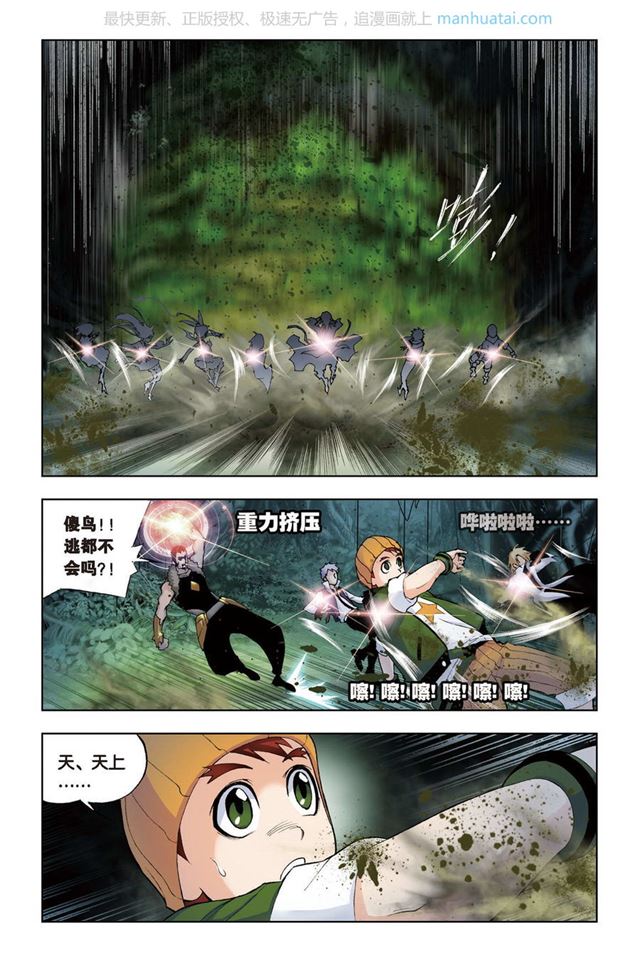 最快更新、正版授权、极速无广告，追漫画就上 manhuatai.com
嘭！
傻鸟！！
逃都不
会吗？！
重力挤压
哗啦啦啦……
嚓！嚓！嚓！嚓！嚓！嚓！
天、天上
……